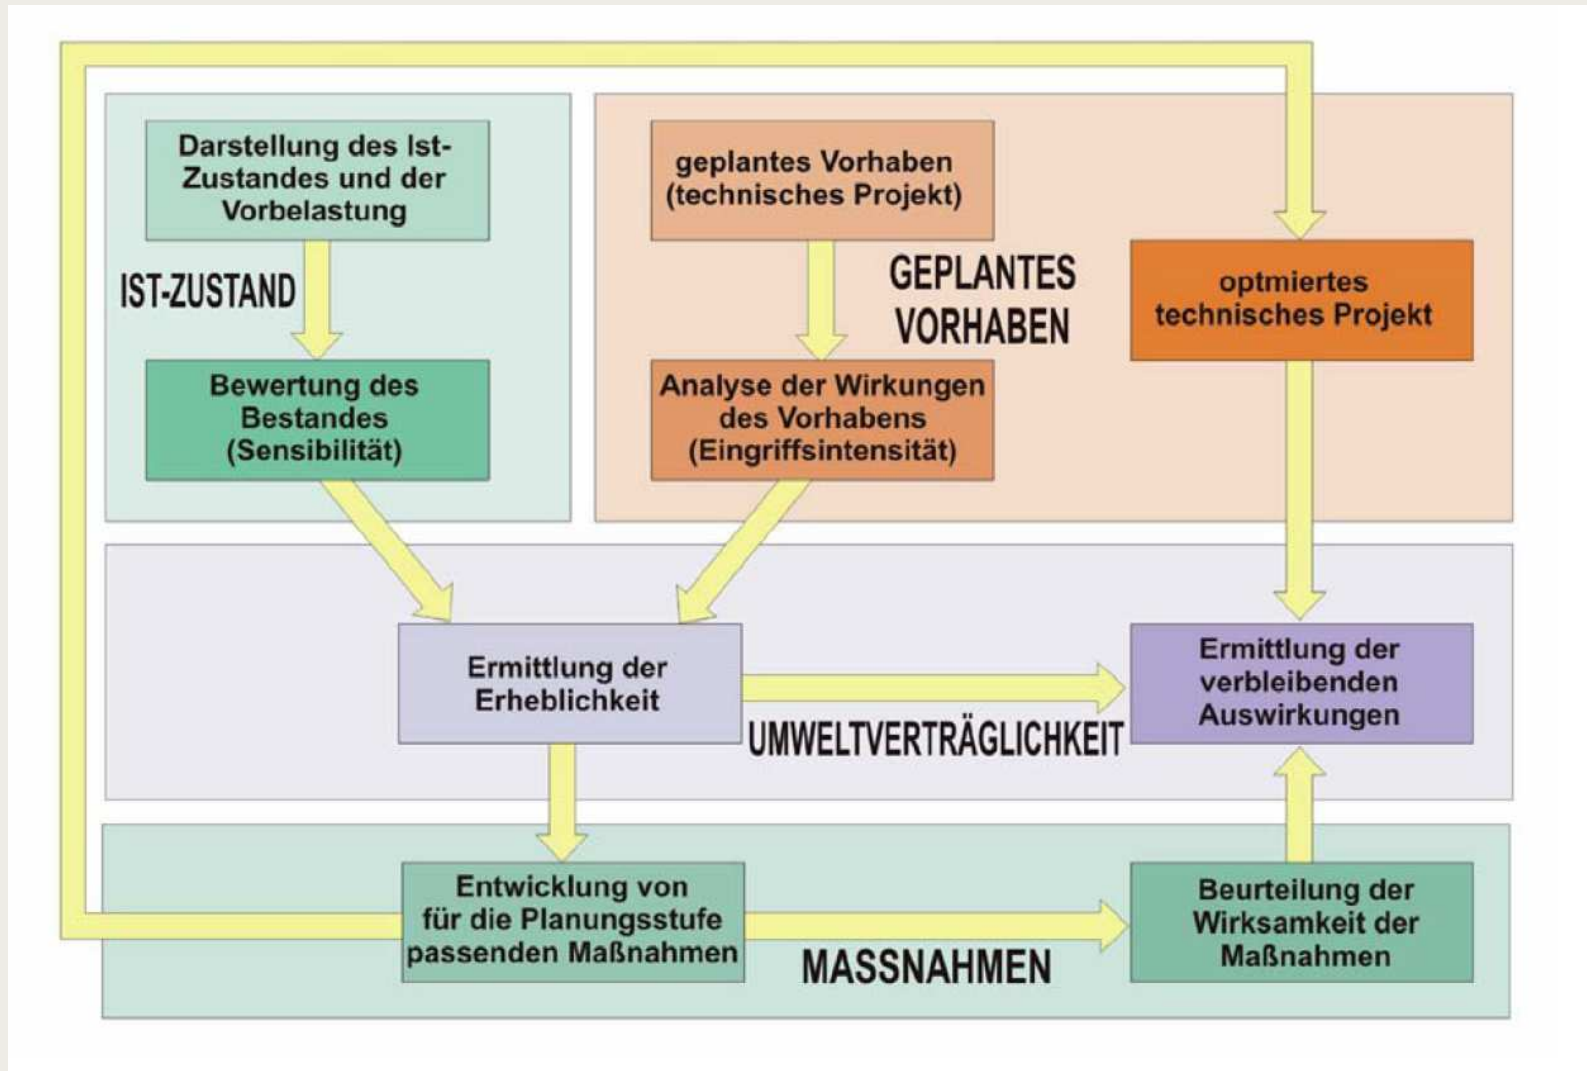 Darstellung des Ist-
Zustandes und der
Vorbelastung
IST-ZUSTAND
Bewertung des
Bestandes
(Sensibilität)
geplantes Vorhaben
(technisches Projekt)
GEPLANTES
VORHABEN
Analyse der Wirkungen
des Vorhabens
(Eingriffsintensität)
optmiertes
technisches Projekt
Ermittlung der
Erheblichkeit
UMWELTVERTRÄGLICHKEIT
Ermittlung der
verbleibenden
Auswirkungen
Entwicklung von
für die Planungsstufe
passenden Maßnahmen
MASSNAHMEN
Beurteilung der
Wirksamkeit der
Maßnahmen